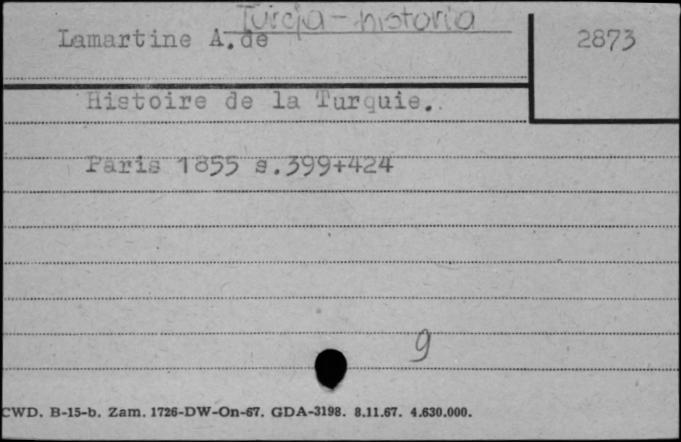 Turcja - historia
Lamartine A. de
2873
Histoire de la Turquie.
Paris 1855 s.399+424
9
CWD. B-15-b. Zam. 1726-DW-On-67. GDA-3198. 8.11.67. 4.630.000.